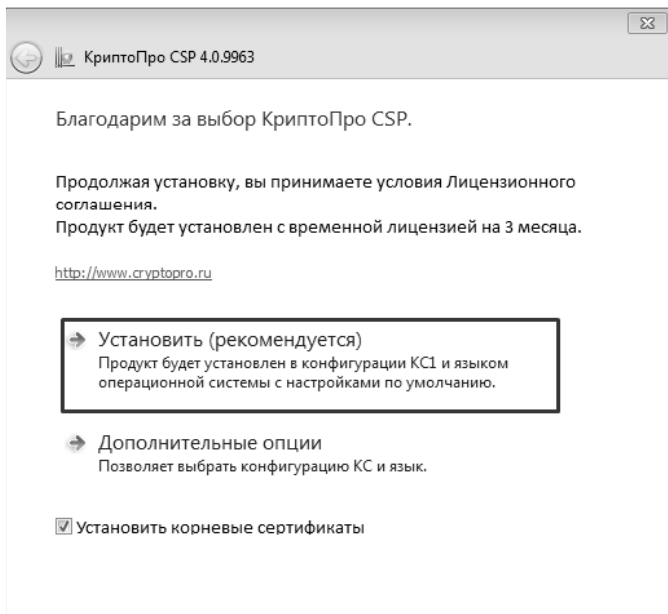 КриптоПро CSP 4.0.9963
Благодарим за выбор КриптоПро CSP.
Продолжая установку, вы принимаете условия Лицензионного
соглашения.
Продукт будет установлен с временной лицензией на 3 месяца.
http://www.cryptopro.ru
Установить (рекомендуется)
Продукт будет установлен в конфигурации КС1 и языком
операционной системы с настройками по умолчанию.
Дополнительные опции
Позволяет выбрать конфигурацию КС и язык.
Установить корневые сертификаты